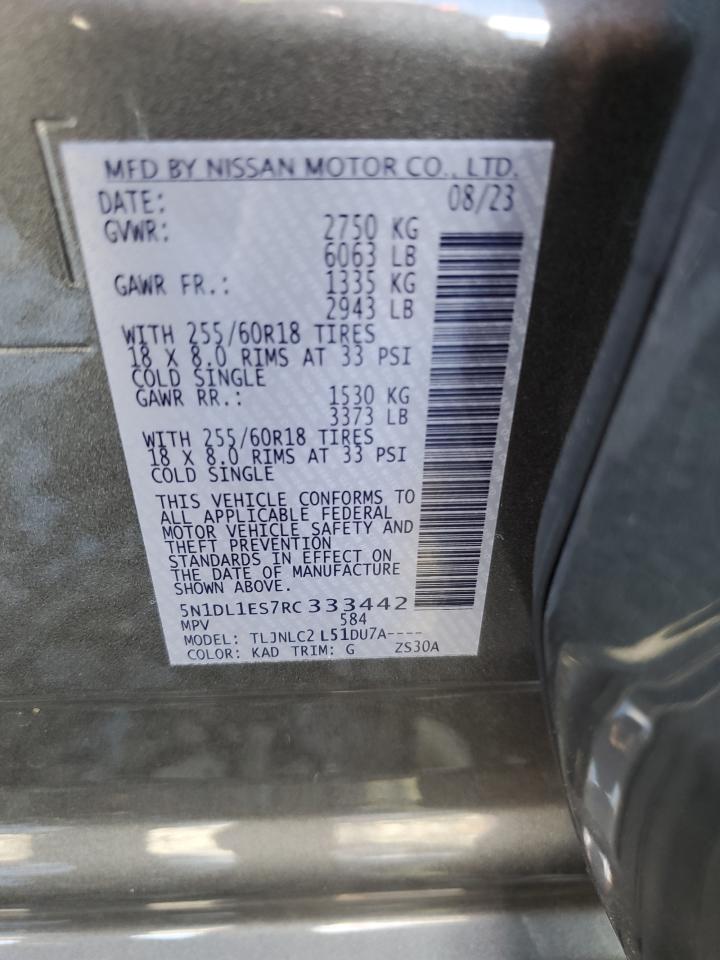 MFD BY NISSAN MOTOR CO., LTD.
DATE: 08/23
GVWR: 2750 KG
6063 LB
GAWR FR.: 1335 KG
2943 LB
WITH 255/60R18 TIRES
18 X 8.0 RIMS AT 33 PSI
COLD SINGLE
GAWR RR.: 1530 KG
3373 LB
WITH 255/60R18 TIRES
18 X 8.0 RIMS AT 33 PSI
COLD SINGLE
THIS VEHICLE CONFORMS TO
ALL APPLICABLE FEDERAL
MOTOR VEHICLE SAFETY AND
THEFT PREVENTION
STANDARDS IN EFFECT ON
THE DATE OF MANUFACTURE
SHOWN ABOVE.
5N1DL1ES7RC333442
MPV 584
MODEL: TLJNLC2 L51DU7A----
COLOR: KAD TRIM: G ZS30A